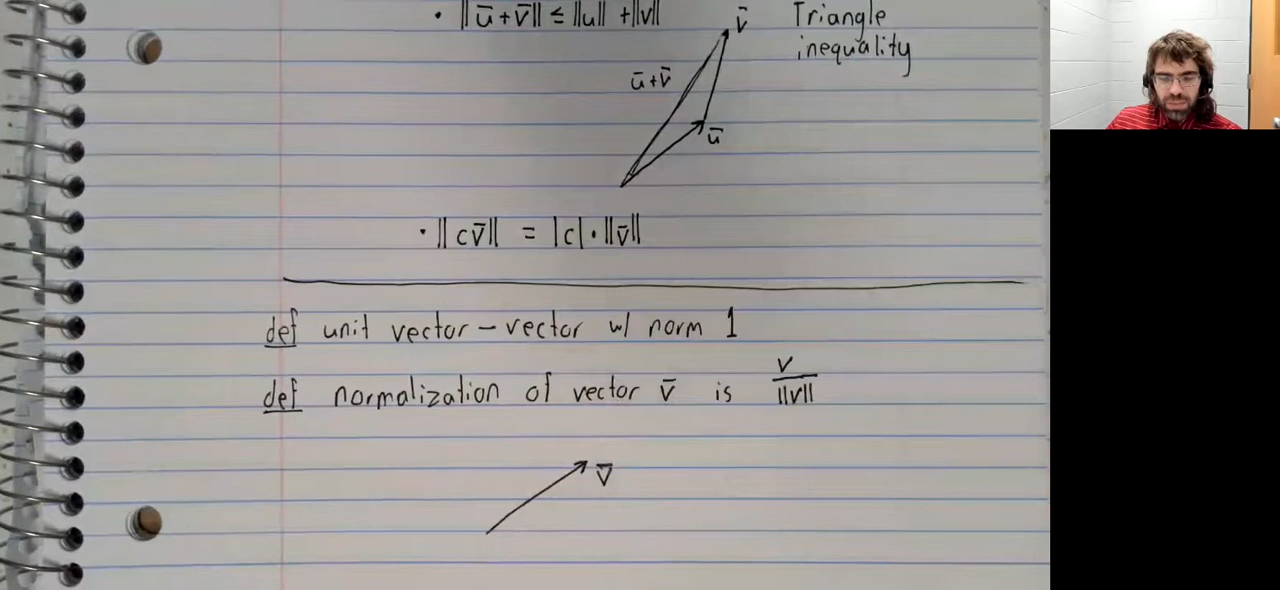 • ‖ū+v̄‖ ≤ ‖u‖ +‖v‖
Triangle
inequality
v̄
ū+v̄
ū
• ‖cv̄‖ = |c|•‖v̄‖
def unit vector – vector w/ norm 1
def normalization of vector v̄ is v/‖v‖
v̄